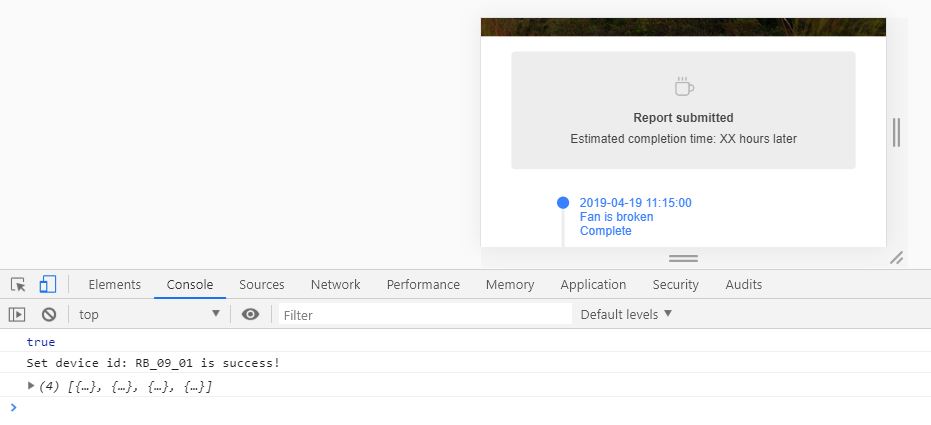 Report submitted
Estimated completion time: XX hours later
2019-04-19 11:15:00
Fan is broken
Complete
Elements Console Sources Network Performance Memory Application Security Audits
top Filter Default levels
true
Set device id: RB_09_01 is success!
(4) [{…}, {…}, {…}, {…}]